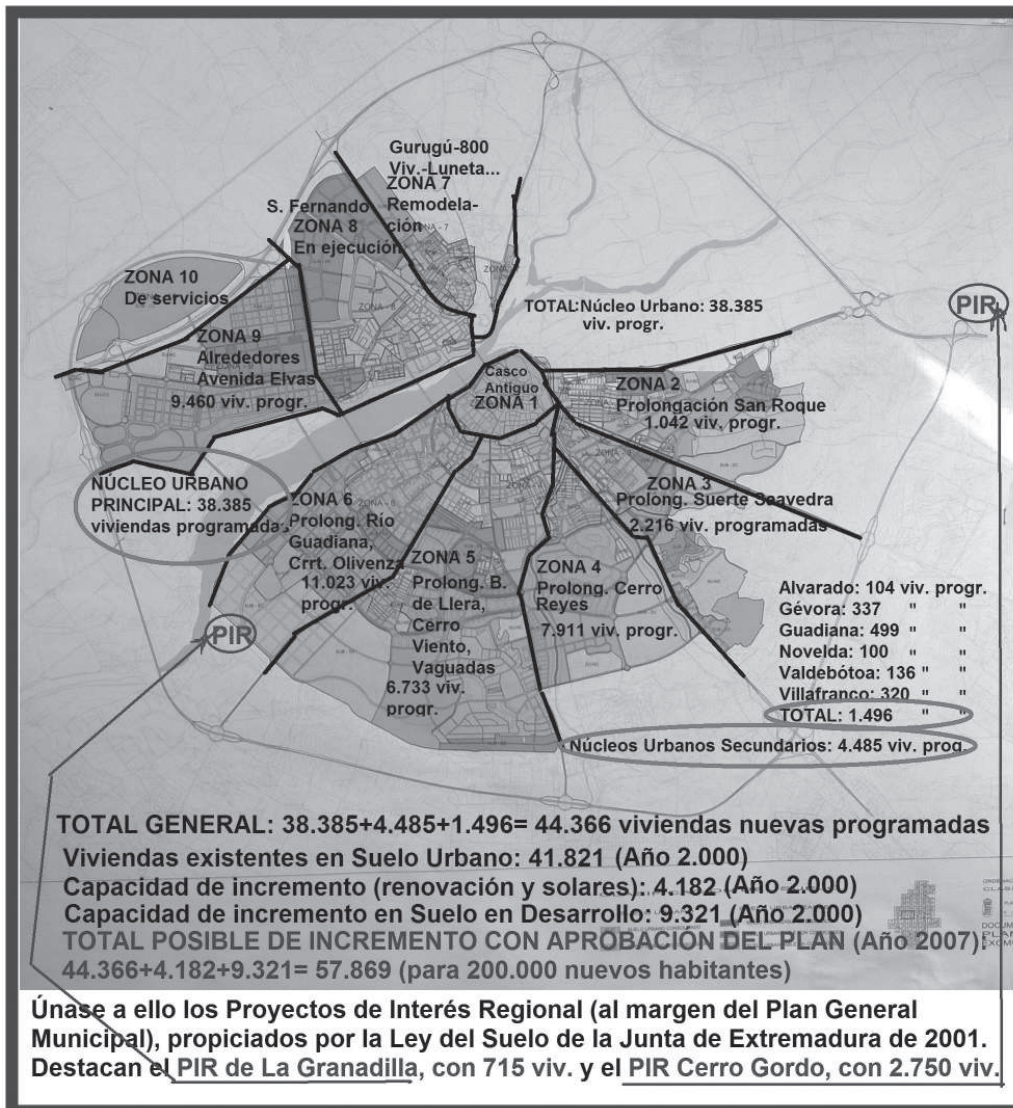 Gurugú-800
Viv.-Luneta...
ZONA 7
Remodela-
ción
S. Fernando
ZONA 8
En ejecución
ZONA 10
De servicios
ZONA 9
Alrededores
Avenida Elvas
9.460 viv. progr.
TOTAL:Núcleo Urbano: 38.385
viv. progr.
PIR
Casco
Antiguo
ZONA 1
ZONA 2
Prolongación San Roque
1.042 viv. progr.
NÚCLEO URBANO
PRINCIPAL: 38.385
viviendas programadas
ZONA 6
Prolong. Río
Guadiana,
Crrt. Olivenza
11.023 viv.
progr.
ZONA 3
Prolong. Suerte Saavedra
2.216 viv. programadas
ZONA 5
Prolong. B.
de Llera,
Cerro
Viento,
Vaguadas
6.733 viv.
progr.
ZONA 4
Prolong. Cerro
Reyes
7.911 viv. progr.
PIR
Alvarado: 104 viv. progr.
Gévora: 337 " "
Guadiana: 499 " "
Novelda: 100 " "
Valdebótoa: 136 " "
Villafranco: 320 " "
TOTAL: 1.496 " "
Núcleos Urbanos Secundarios: 4.485 viv. prog.
TOTAL GENERAL: 38.385+4.485+1.496= 44.366 viviendas nuevas programadas
Viviendas existentes en Suelo Urbano: 41.821 (Año 2.000)
Capacidad de incremento (renovación y solares): 4.182 (Año 2.000)
Capacidad de incremento en Suelo en Desarrollo: 9.321 (Año 2.000)
TOTAL POSIBLE DE INCREMENTO CON APROBACIÓN DEL PLAN (Año 2007):
44.366+4.182+9.321= 57.869 (para 200.000 nuevos habitantes)
Únase a ello los Proyectos de Interés Regional (al margen del Plan General
Municipal), propiciados por la Ley del Suelo de la Junta de Extremadura de 2001.
Destacan el PIR de La Granadilla, con 715 viv. y el PIR Cerro Gordo, con 2.750 viv.